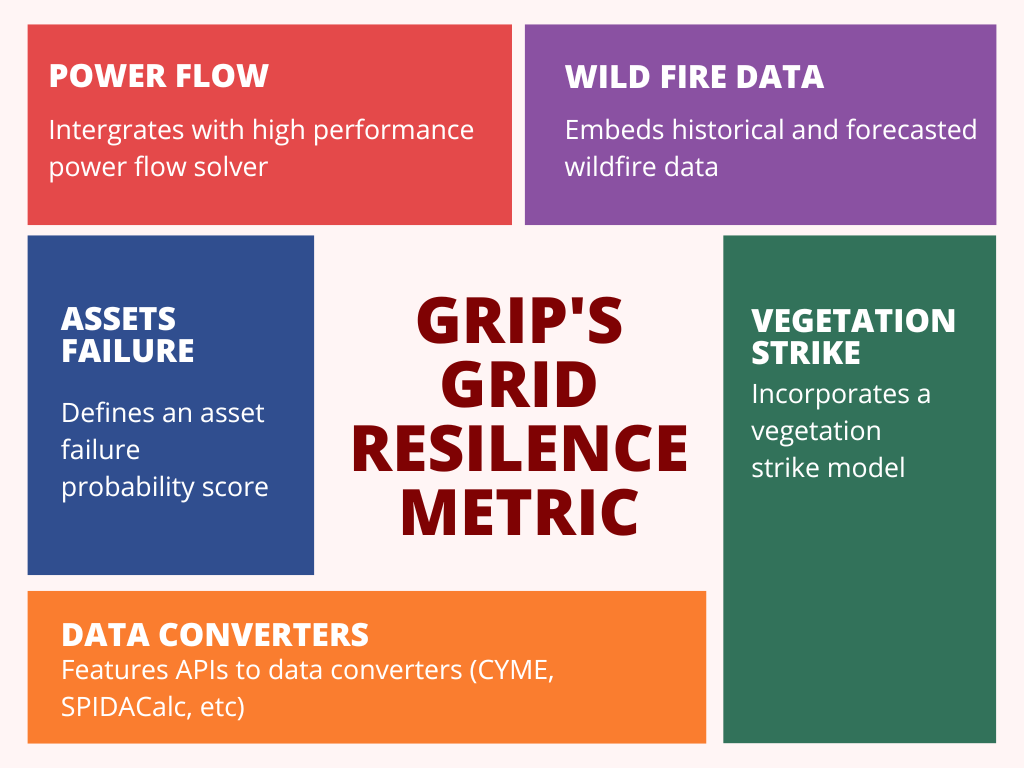 POWER FLOW
Intergrates with high performance
power flow solver
WILD FIRE DATA
Embeds historical and forecasted
wildfire data
ASSETS
FAILURE
Defines an asset
failure
probability score
GRIP'S
GRID
RESILENCE
METRIC
VEGETATION
STRIKE
Incorporates a
vegetation
strike model
DATA CONVERTERS
Features APIs to data converters (CYME,
SPIDACalc, etc)